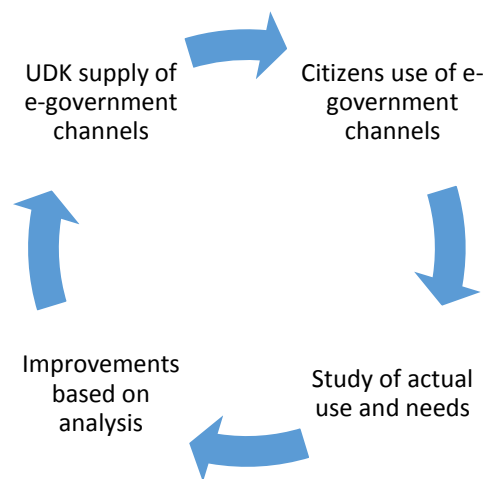 UDK supply of
e-government
channels
Citizens use of e-
government
channels
Study of actual
use and needs
Improvements
based on
analysis